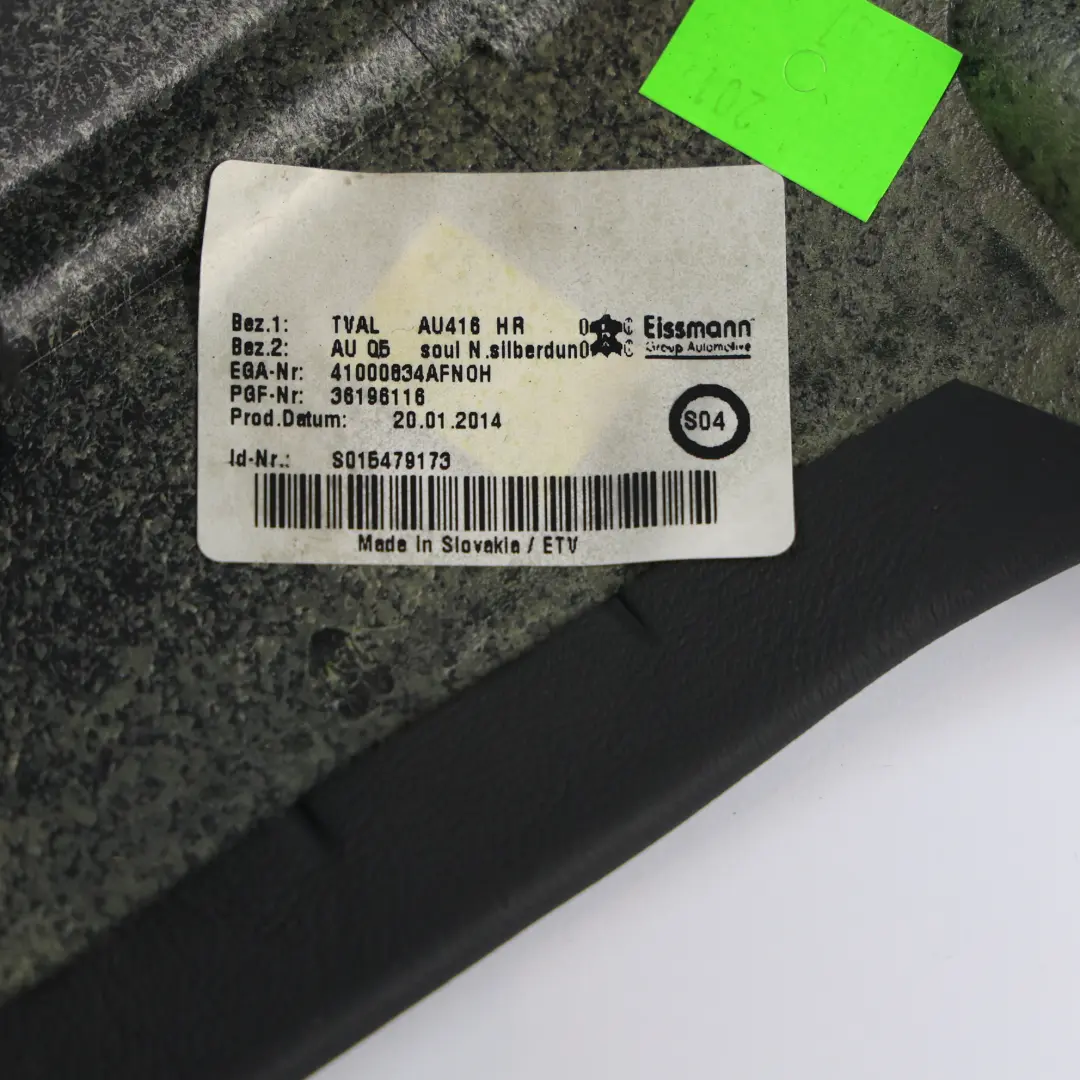 Bez.1: TVAL AU416 HR
Bez.2: AU Q5 soul N.silberdun
Eissmann
Group Automotive
EGA-Nr: 41000634AFNOH
PGF-Nr: 36196116
Prod.Datum: 20.01.2014
S04
Id-Nr.: S015479173
Made in Slovakia / ETV